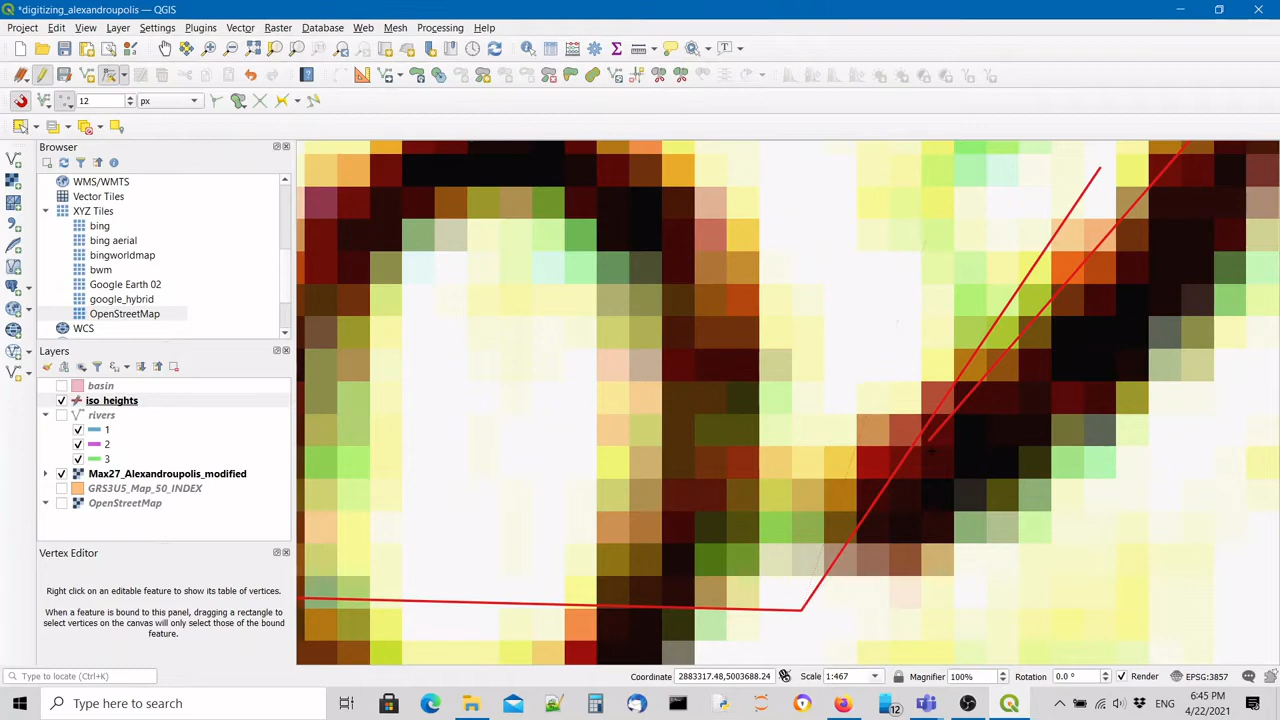 *digitizing_alexandroupolis — QGIS
Project Edit View Layer Settings Plugins Vector Raster Database Web Mesh Processing Help
12 px
Browser
WMS/WMTS
Vector Tiles
XYZ Tiles
bing
bing aerial
bingworldmap
bwm
Google Earth 02
google_hybrid
OpenStreetMap
WCS
Layers
basin
iso_heights
rivers
1
2
3
Max27_Alexandroupolis_modified
GRS3U5_Map_50_INDEX
OpenStreetMap
Vertex Editor
Right click on an editable feature to show its table of vertices.
When a feature is bound to this panel, dragging a rectangle to
select vertices on the canvas will only select those of the bound
feature.
Type to locate (Ctrl+K) Coordinate 2883317.48,5003688.24 Scale 1:467 Magnifier 100% Rotation 0.0 ° Render EPSG:3857
Type here to search 12 ENG 6:45 PM
4/22/2021